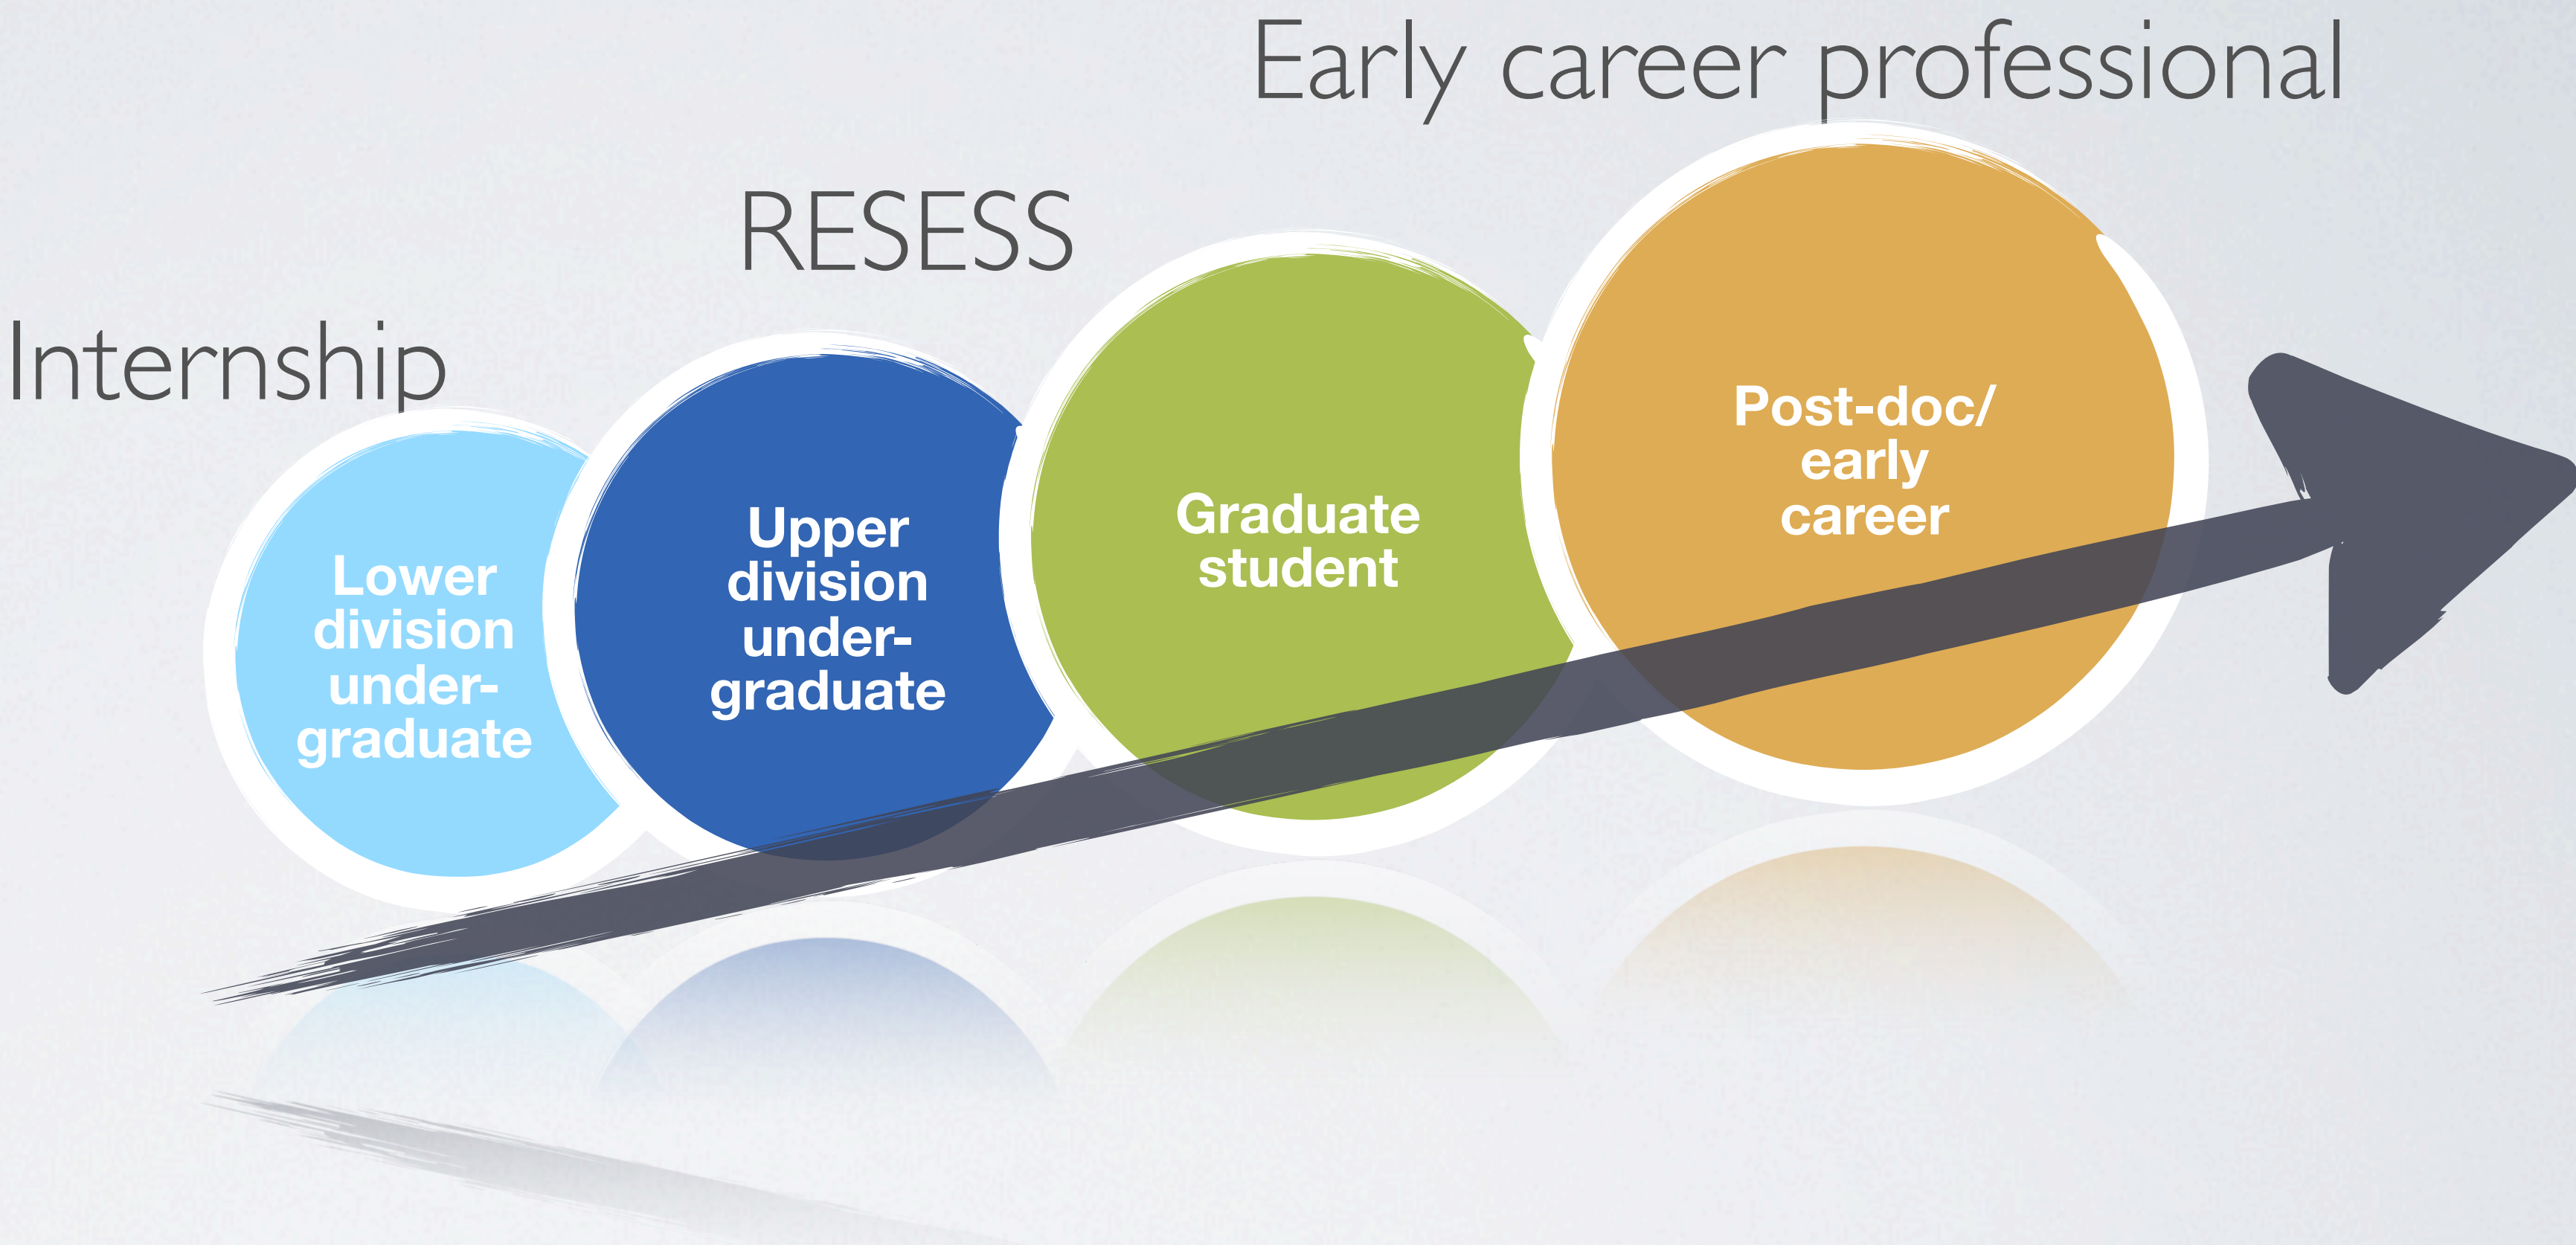 Early career professional
RESESS
Internship
Lower
division
under-
graduate
Upper
division
under-
graduate
Graduate
student
Post-doc/
early
career